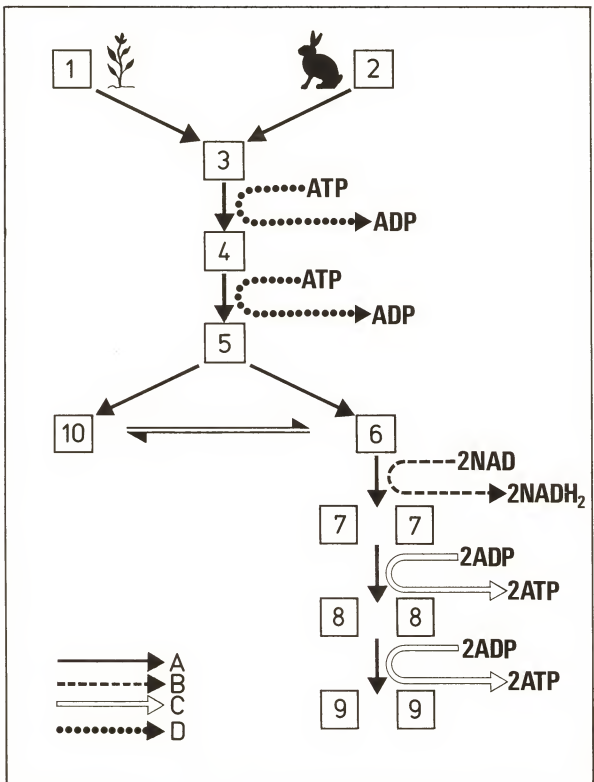 1 2
3
ATP
ADP
4
ATP
ADP
5
10 6
2NAD
2NADH₂
7 7
2ADP
2ATP
8 8
2ADP
2ATP
9 9
A
B
C
D